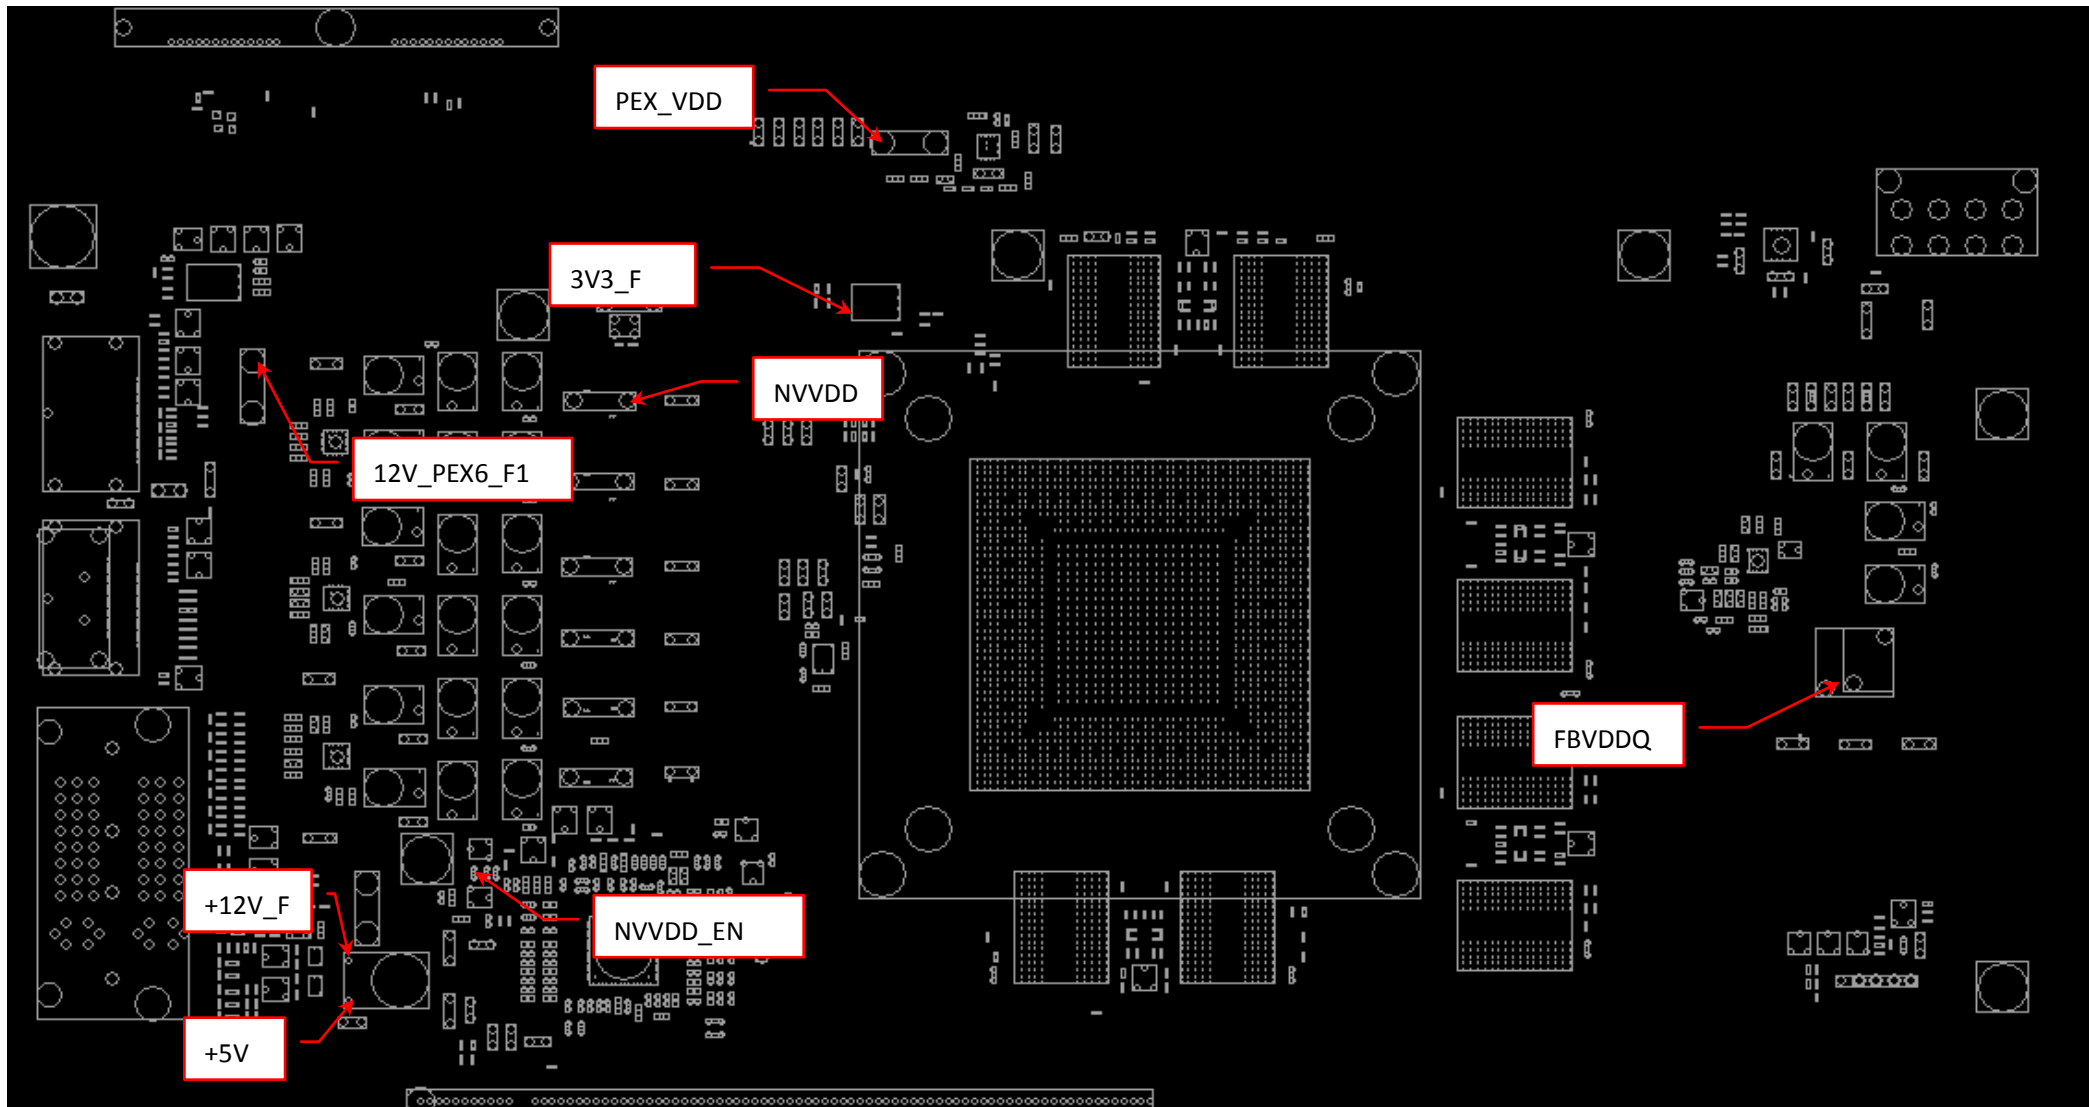 PEX_VDD
3V3_F
NVVDD
12V_PEX6_F1
FBVDDQ
+12V_F
NVVDD_EN
+5V